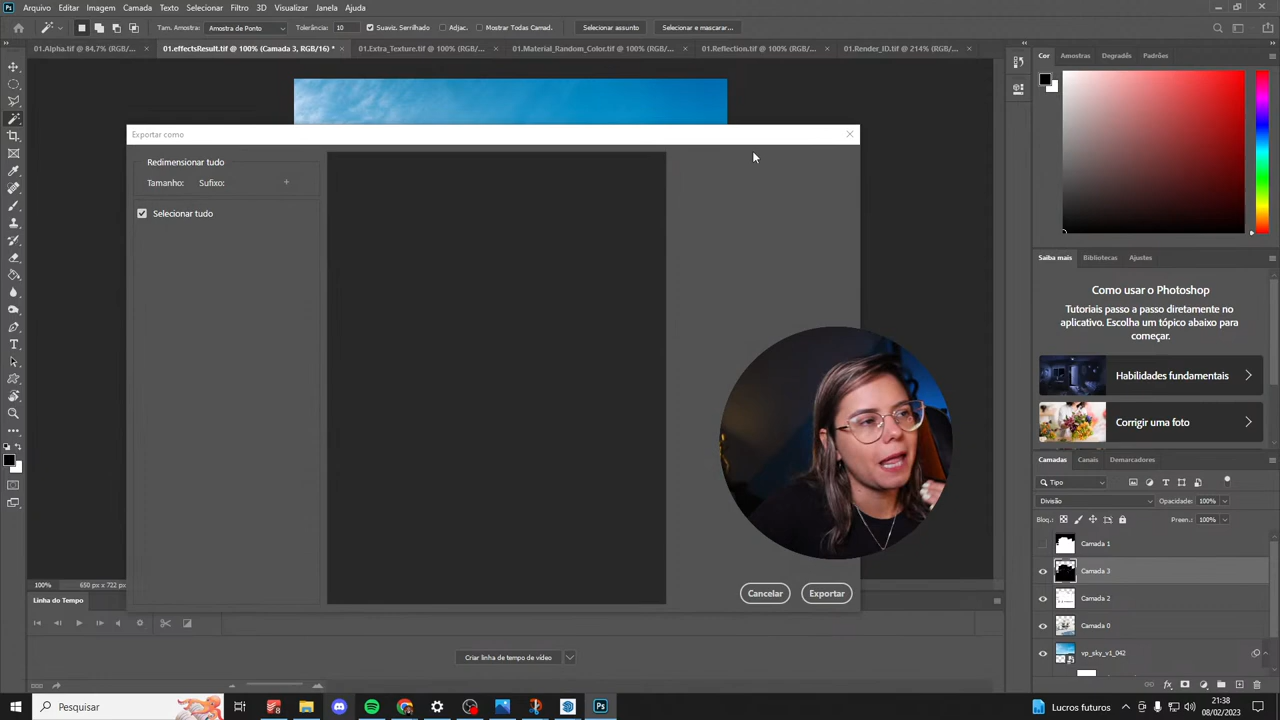 Ps Arquivo Editar Imagem Camada Texto Selecionar Filtro 3D Visualizar Janela Ajuda
Tam. Amostra: Amostra de Ponto Tolerância: 10 Suaviz. Serrilhado Adjac. Mostrar Todas Camad. Selecionar assunto Selecionar e mascarar...
01.Alpha.tif @ 84,7% (RGB/... × 01.effectsResult.tif @ 100% (Camada 3, RGB/16) * × 01.Extra_Texture.tif @ 100% (RGB/... × 01.Material_Random_Color.tif @ 100% (RGB/... × 01.Reflection.tif @ 100% (RGB/... × 01.Render_ID.tif @ 214% (RGB/... ×
Cor Amostras Degradês Padrões
Exportar como
Redimensionar tudo
Tamanho: Sufixo: +
Selecionar tudo
Cancelar Exportar
Saiba mais Bibliotecas Ajustes
Como usar o Photoshop
Tutoriais passo a passo diretamente no
aplicativo. Escolha um tópico abaixo para
começar.
Habilidades fundamentais
Corrigir uma foto
Camadas Canais Demarcadores
Tipo
Divisão Opacidade: 100%
Bloq.: Preen.: 100%
Camada 1
Camada 3
Camada 2
Camada 0
vp_sky_v1_042
100% 650 px x 722 px
Linha do Tempo
Criar linha de tempo de vídeo
Pesquisar
Ps
Lucros futuros
21:38
08/02/2023